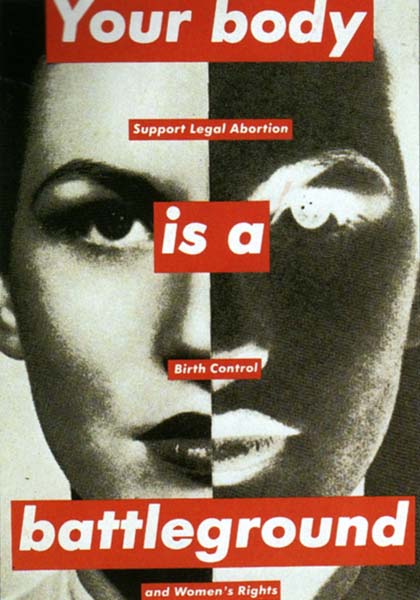 Your body
Support Legal Abortion
is a
Birth Control
battleground
and Women's Rights